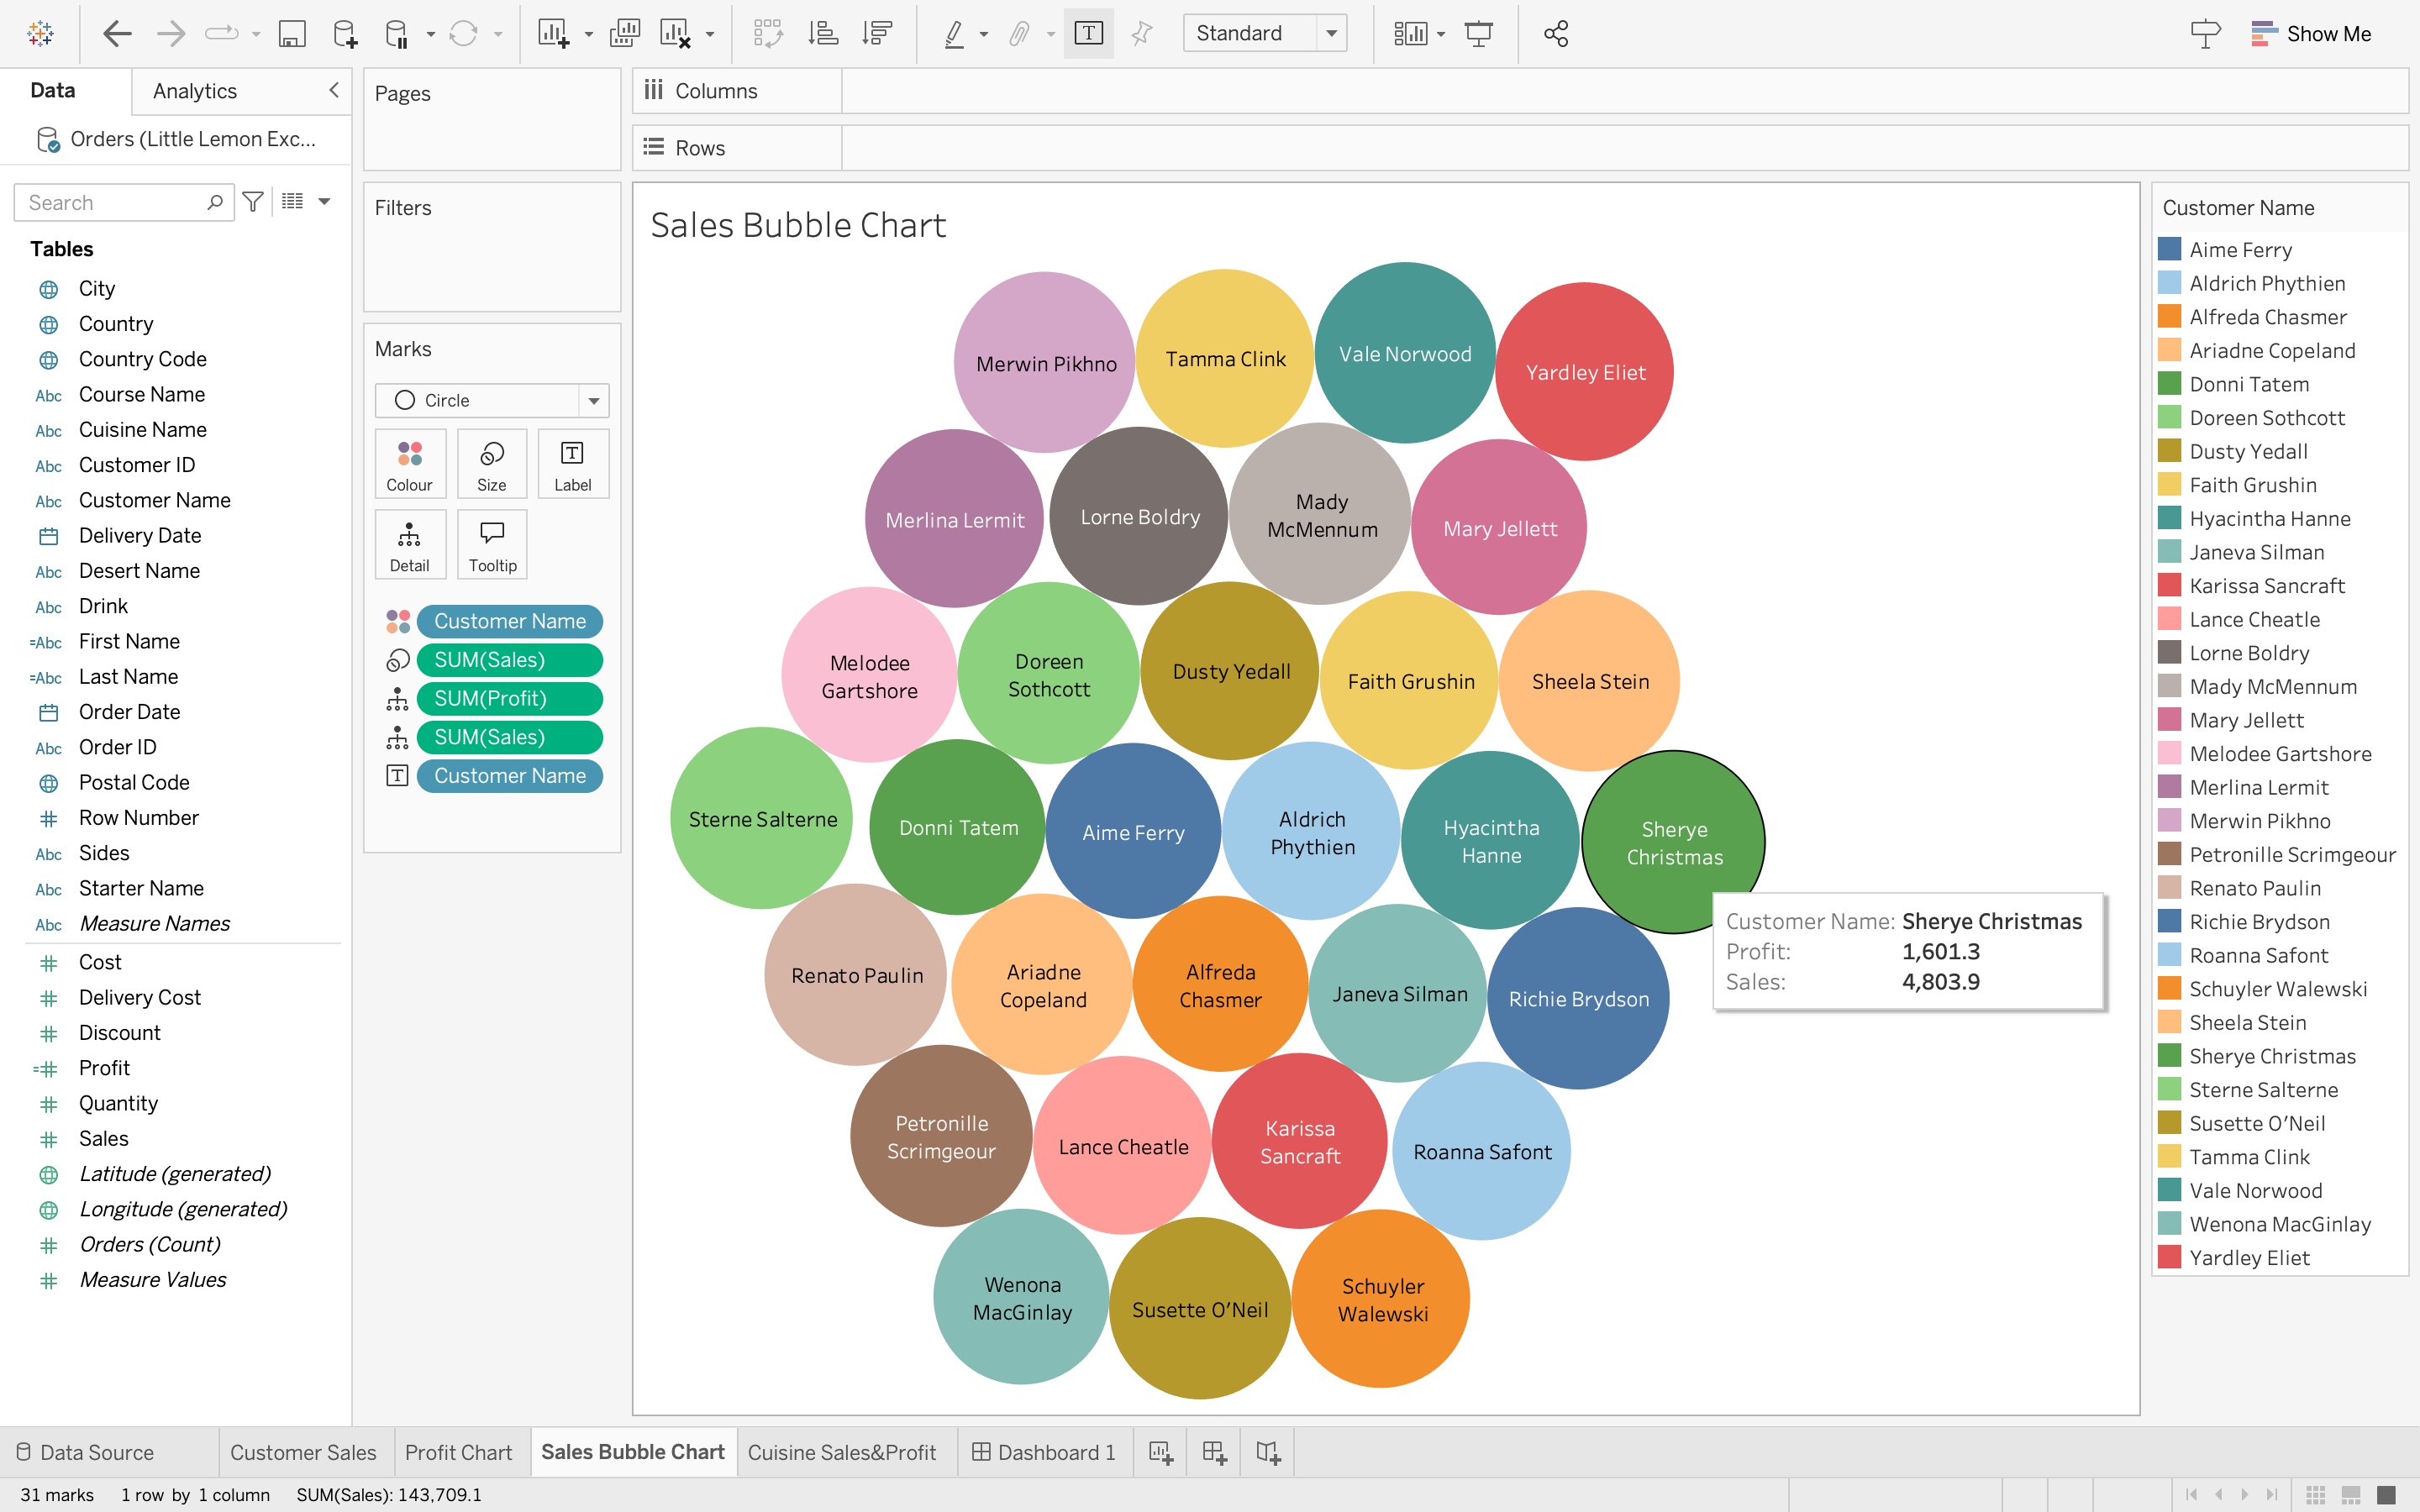 T
Standard
Show Me
Data
Analytics
Orders (Little Lemon Exc...
Search
Tables
City
Country
Country Code
Abc Course Name
Abc Cuisine Name
Abc Customer ID
Abc Customer Name
Delivery Date
Abc Desert Name
Abc Drink
=Abc First Name
=Abc Last Name
Order Date
Abc Order ID
Postal Code
# Row Number
Abc Sides
Abc Starter Name
Abc Measure Names
# Cost
# Delivery Cost
# Discount
=# Profit
# Quantity
# Sales
Latitude (generated)
Longitude (generated)
# Orders (Count)
# Measure Values
Pages
Filters
Marks
Circle
Colour
Size
T
Label
Detail
Tooltip
Customer Name
SUM(Sales)
SUM(Profit)
SUM(Sales)
T Customer Name
Columns
Rows
Sales Bubble Chart
Merwin Pikhno
Tamma Clink
Vale Norwood
Yardley Eliet
Merlina Lermit
Lorne Boldry
Mady
McMennum
Mary Jellett
Melodee
Gartshore
Doreen
Sothcott
Dusty Yedall
Faith Grushin
Sheela Stein
Sterne Salterne
Donni Tatem
Aime Ferry
Aldrich
Phythien
Hyacintha
Hanne
Sherye
Christmas
Customer Name: Sherye Christmas
Profit: 1,601.3
Sales: 4,803.9
Renato Paulin
Ariadne
Copeland
Alfreda
Chasmer
Janeva Silman
Richie Brydson
Petronille
Scrimgeour
Lance Cheatle
Karissa
Sancraft
Roanna Safont
Wenona
MacGinlay
Susette O’Neil
Schuyler
Walewski
Customer Name
Aime Ferry
Aldrich Phythien
Alfreda Chasmer
Ariadne Copeland
Donni Tatem
Doreen Sothcott
Dusty Yedall
Faith Grushin
Hyacintha Hanne
Janeva Silman
Karissa Sancraft
Lance Cheatle
Lorne Boldry
Mady McMennum
Mary Jellett
Melodee Gartshore
Merlina Lermit
Merwin Pikhno
Petronille Scrimgeour
Renato Paulin
Richie Brydson
Roanna Safont
Schuyler Walewski
Sheela Stein
Sherye Christmas
Sterne Salterne
Susette O’Neil
Tamma Clink
Vale Norwood
Wenona MacGinlay
Yardley Eliet
Data Source
Customer Sales
Profit Chart
Sales Bubble Chart
Cuisine Sales&Profit
Dashboard 1
31 marks
1 row by 1 column
SUM(Sales): 143,709.1